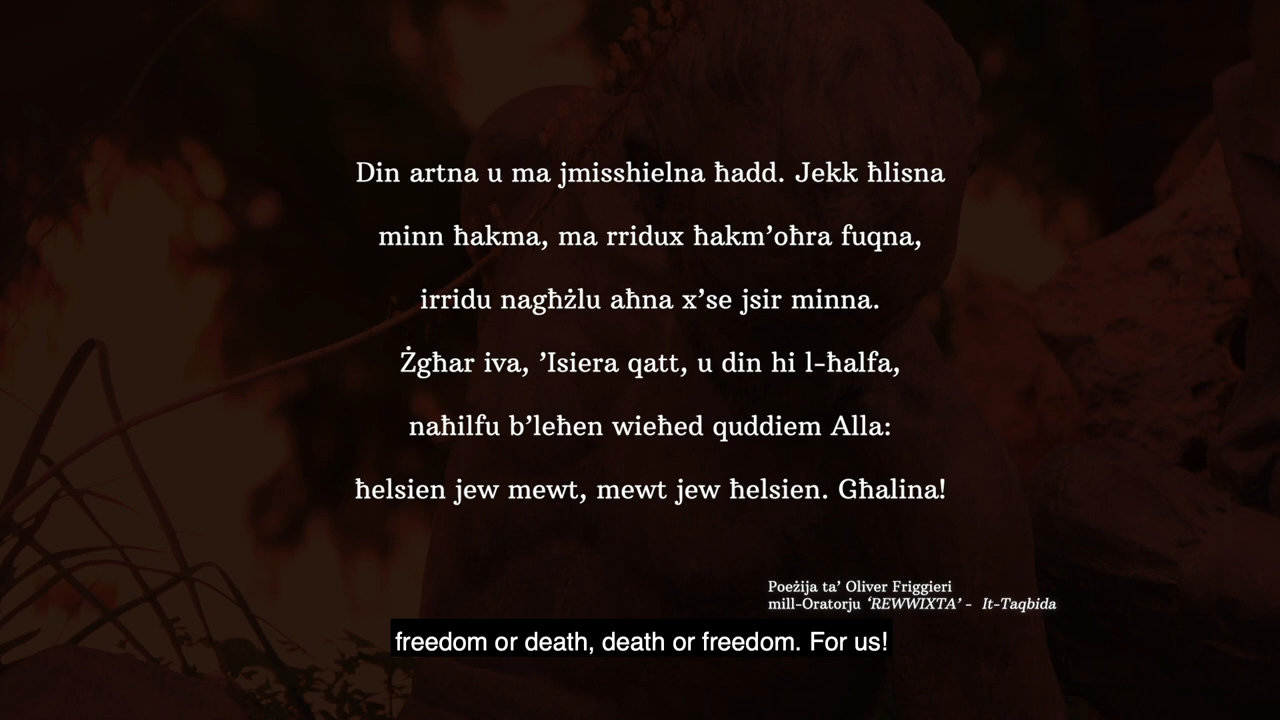 Din artna u ma jmisshielna ħadd. Jekk ħlisna
minn ħakma, ma rridux ħakm’oħra fuqna,
irridu nagħżlu aħna x’se jsir minna.
Żgħar iva, ’Isiera qatt, u din hi l-ħalfa,
naħilfu b’leħen wieħed quddiem Alla:
ħelsien jew mewt, mewt jew ħelsien. Għalina!
Poeżija ta’ Oliver Friggieri
mill-Oratorju ‘REWWIXTA’ - It-Taqbida
freedom or death, death or freedom. For us!